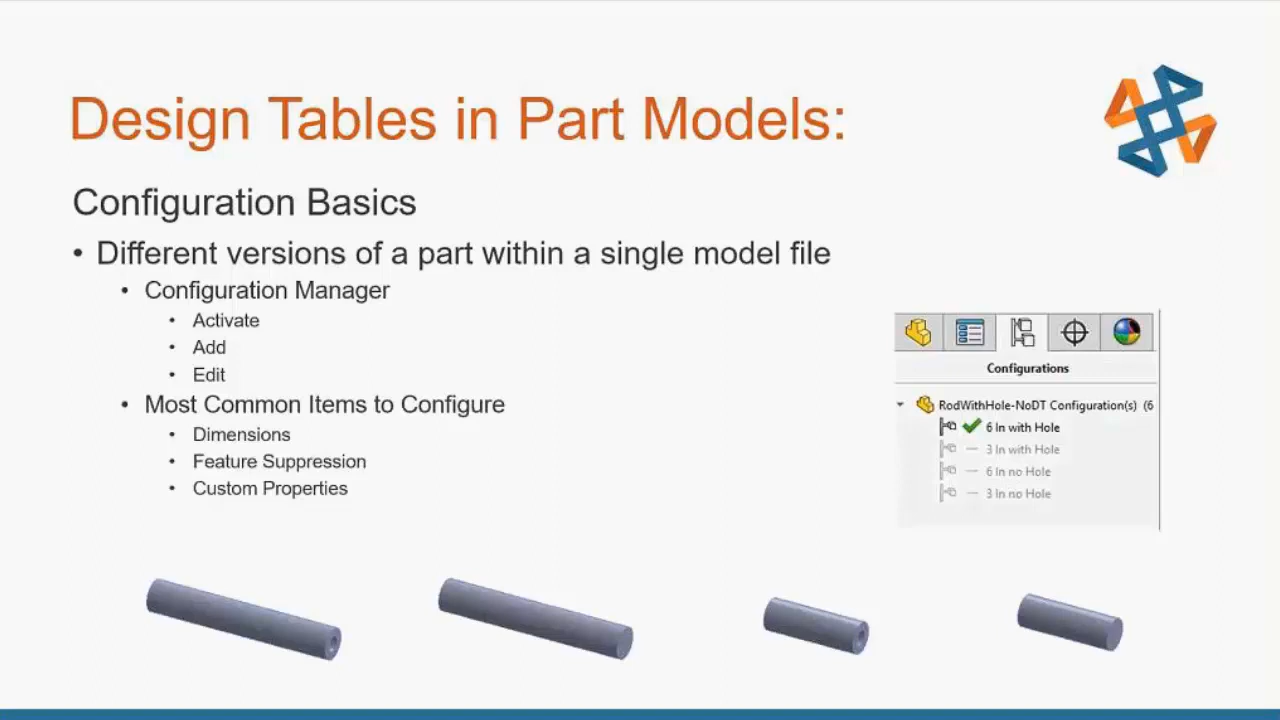 Design Tables in Part Models:
Configuration Basics
• Different versions of a part within a single model file
• Configuration Manager
• Activate
• Add
• Edit
• Most Common Items to Configure
• Dimensions
• Feature Suppression
• Custom Properties
Configurations
RodWithHole-NoDT Configuration(s) (6
6 In with Hole
3 In with Hole
6 In no Hole
3 In no Hole